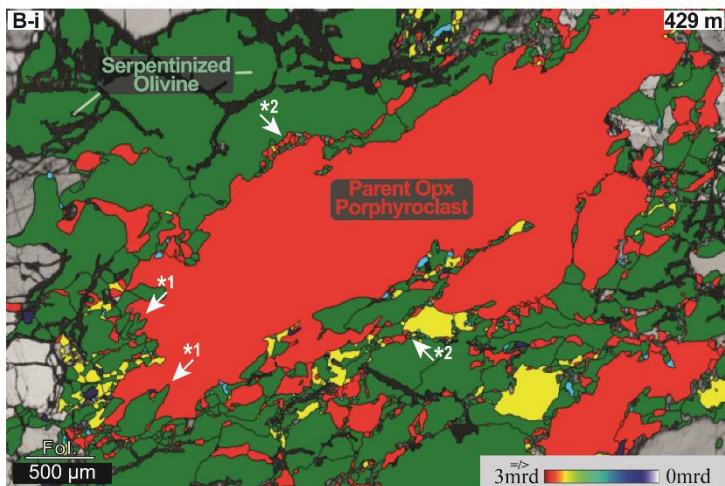 B-i
429 m
Serpentinized
Olivine
*2
Parent Opx
Porphyroclast
*1
*1
*2
Fol.
500 µm
=/>
3mrd
0mrd